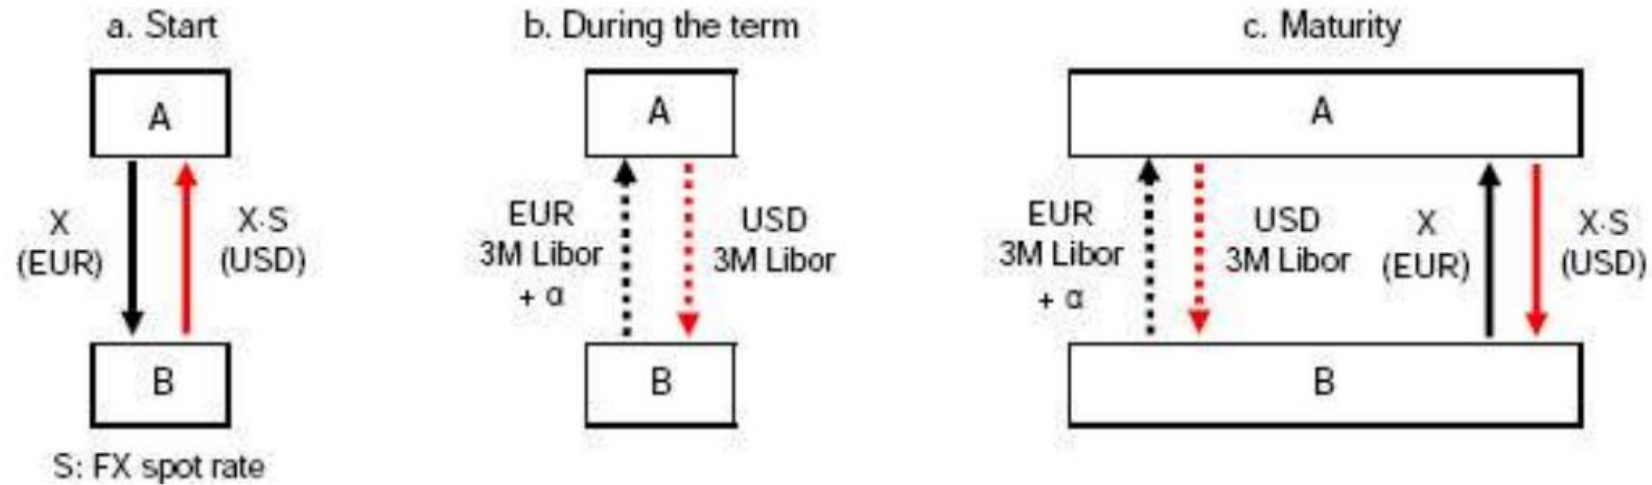 a. Start
A
X
(EUR)
X·S
(USD)
B
S: FX spot rate
b. During the term
A
EUR
3M Libor
+ α
USD
3M Libor
B
c. Maturity
A
EUR
3M Libor
+ α
USD
3M Libor
X
(EUR)
X·S
(USD)
B